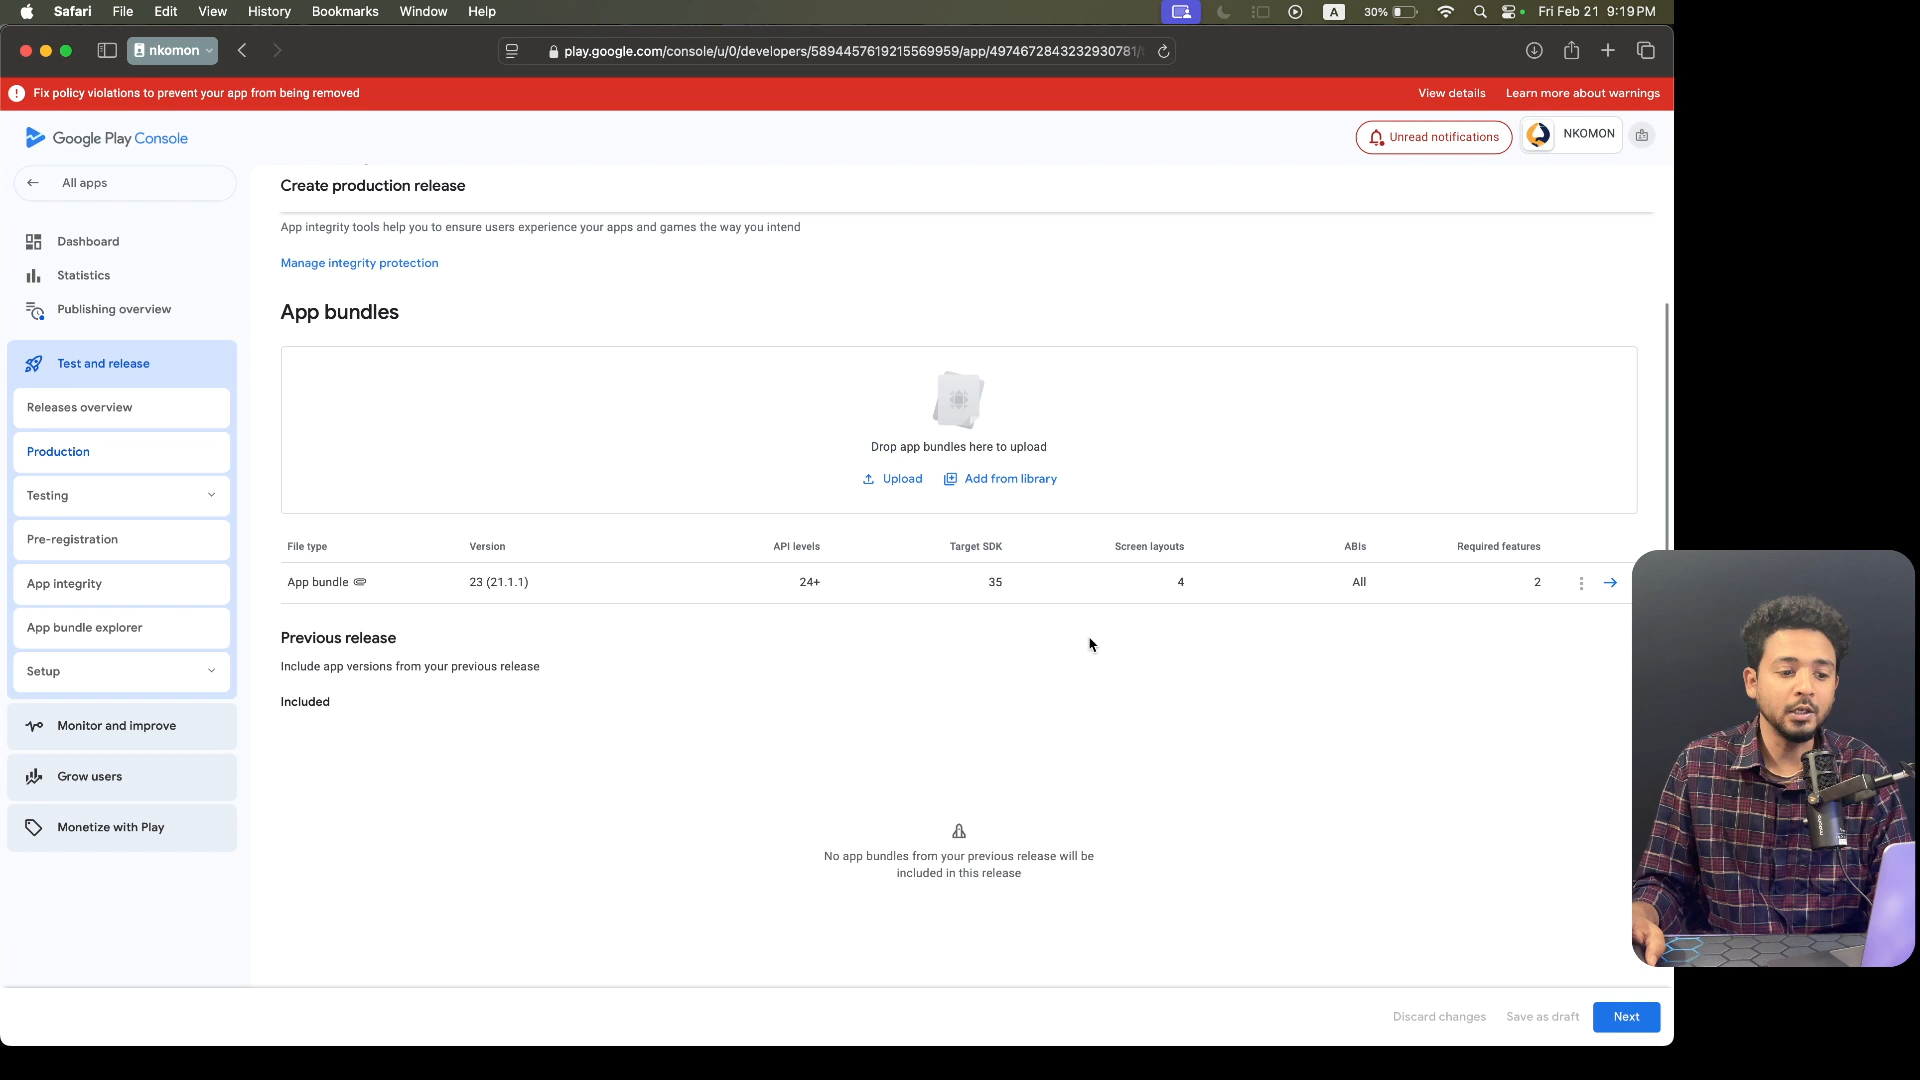 Safari File Edit View History Bookmarks Window Help
A 30% Fri Feb 21 9:19 PM
nkomon
play.google.com/console/u/0/developers/5894457619215569959/app/4974672843232930781/
Fix policy violations to prevent your app from being removed
View details Learn more about warnings
Google Play Console
Unread notifications
NKOMON
All apps
Create production release
App integrity tools help you to ensure users experience your apps and games the way you intend
Manage integrity protection
Dashboard
Statistics
Publishing overview
Test and release
Releases overview
Production
Testing
Pre-registration
App integrity
App bundle explorer
Setup
Monitor and improve
Grow users
Monetize with Play
App bundles
Drop app bundles here to upload
Upload Add from library
File type Version API levels Target SDK Screen layouts ABIs Required features
App bundle 23 (21.1.1) 24+ 35 4 All 2
Previous release
Include app versions from your previous release
Included
No app bundles from your previous release will be
included in this release
Discard changes Save as draft Next